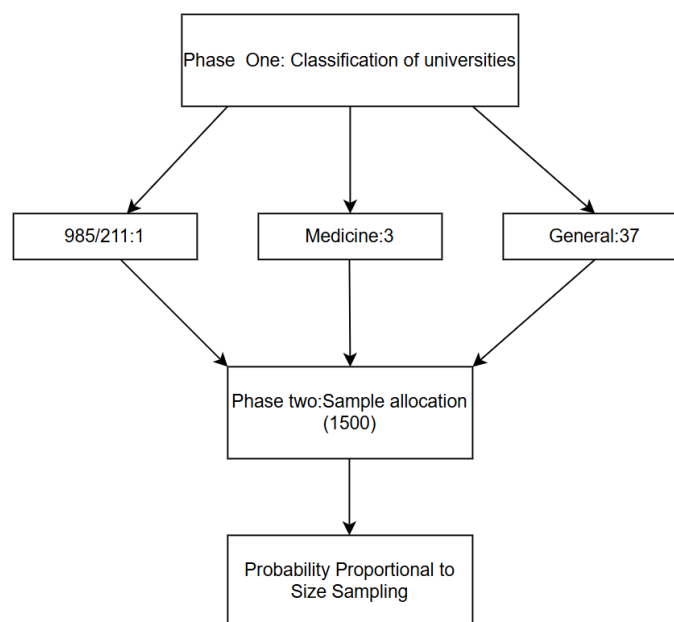 Phase One: Classification of universities
985/211:1
Medicine:3
General:37
Phase two:Sample allocation
(1500)
Probability Proportional to
Size Sampling